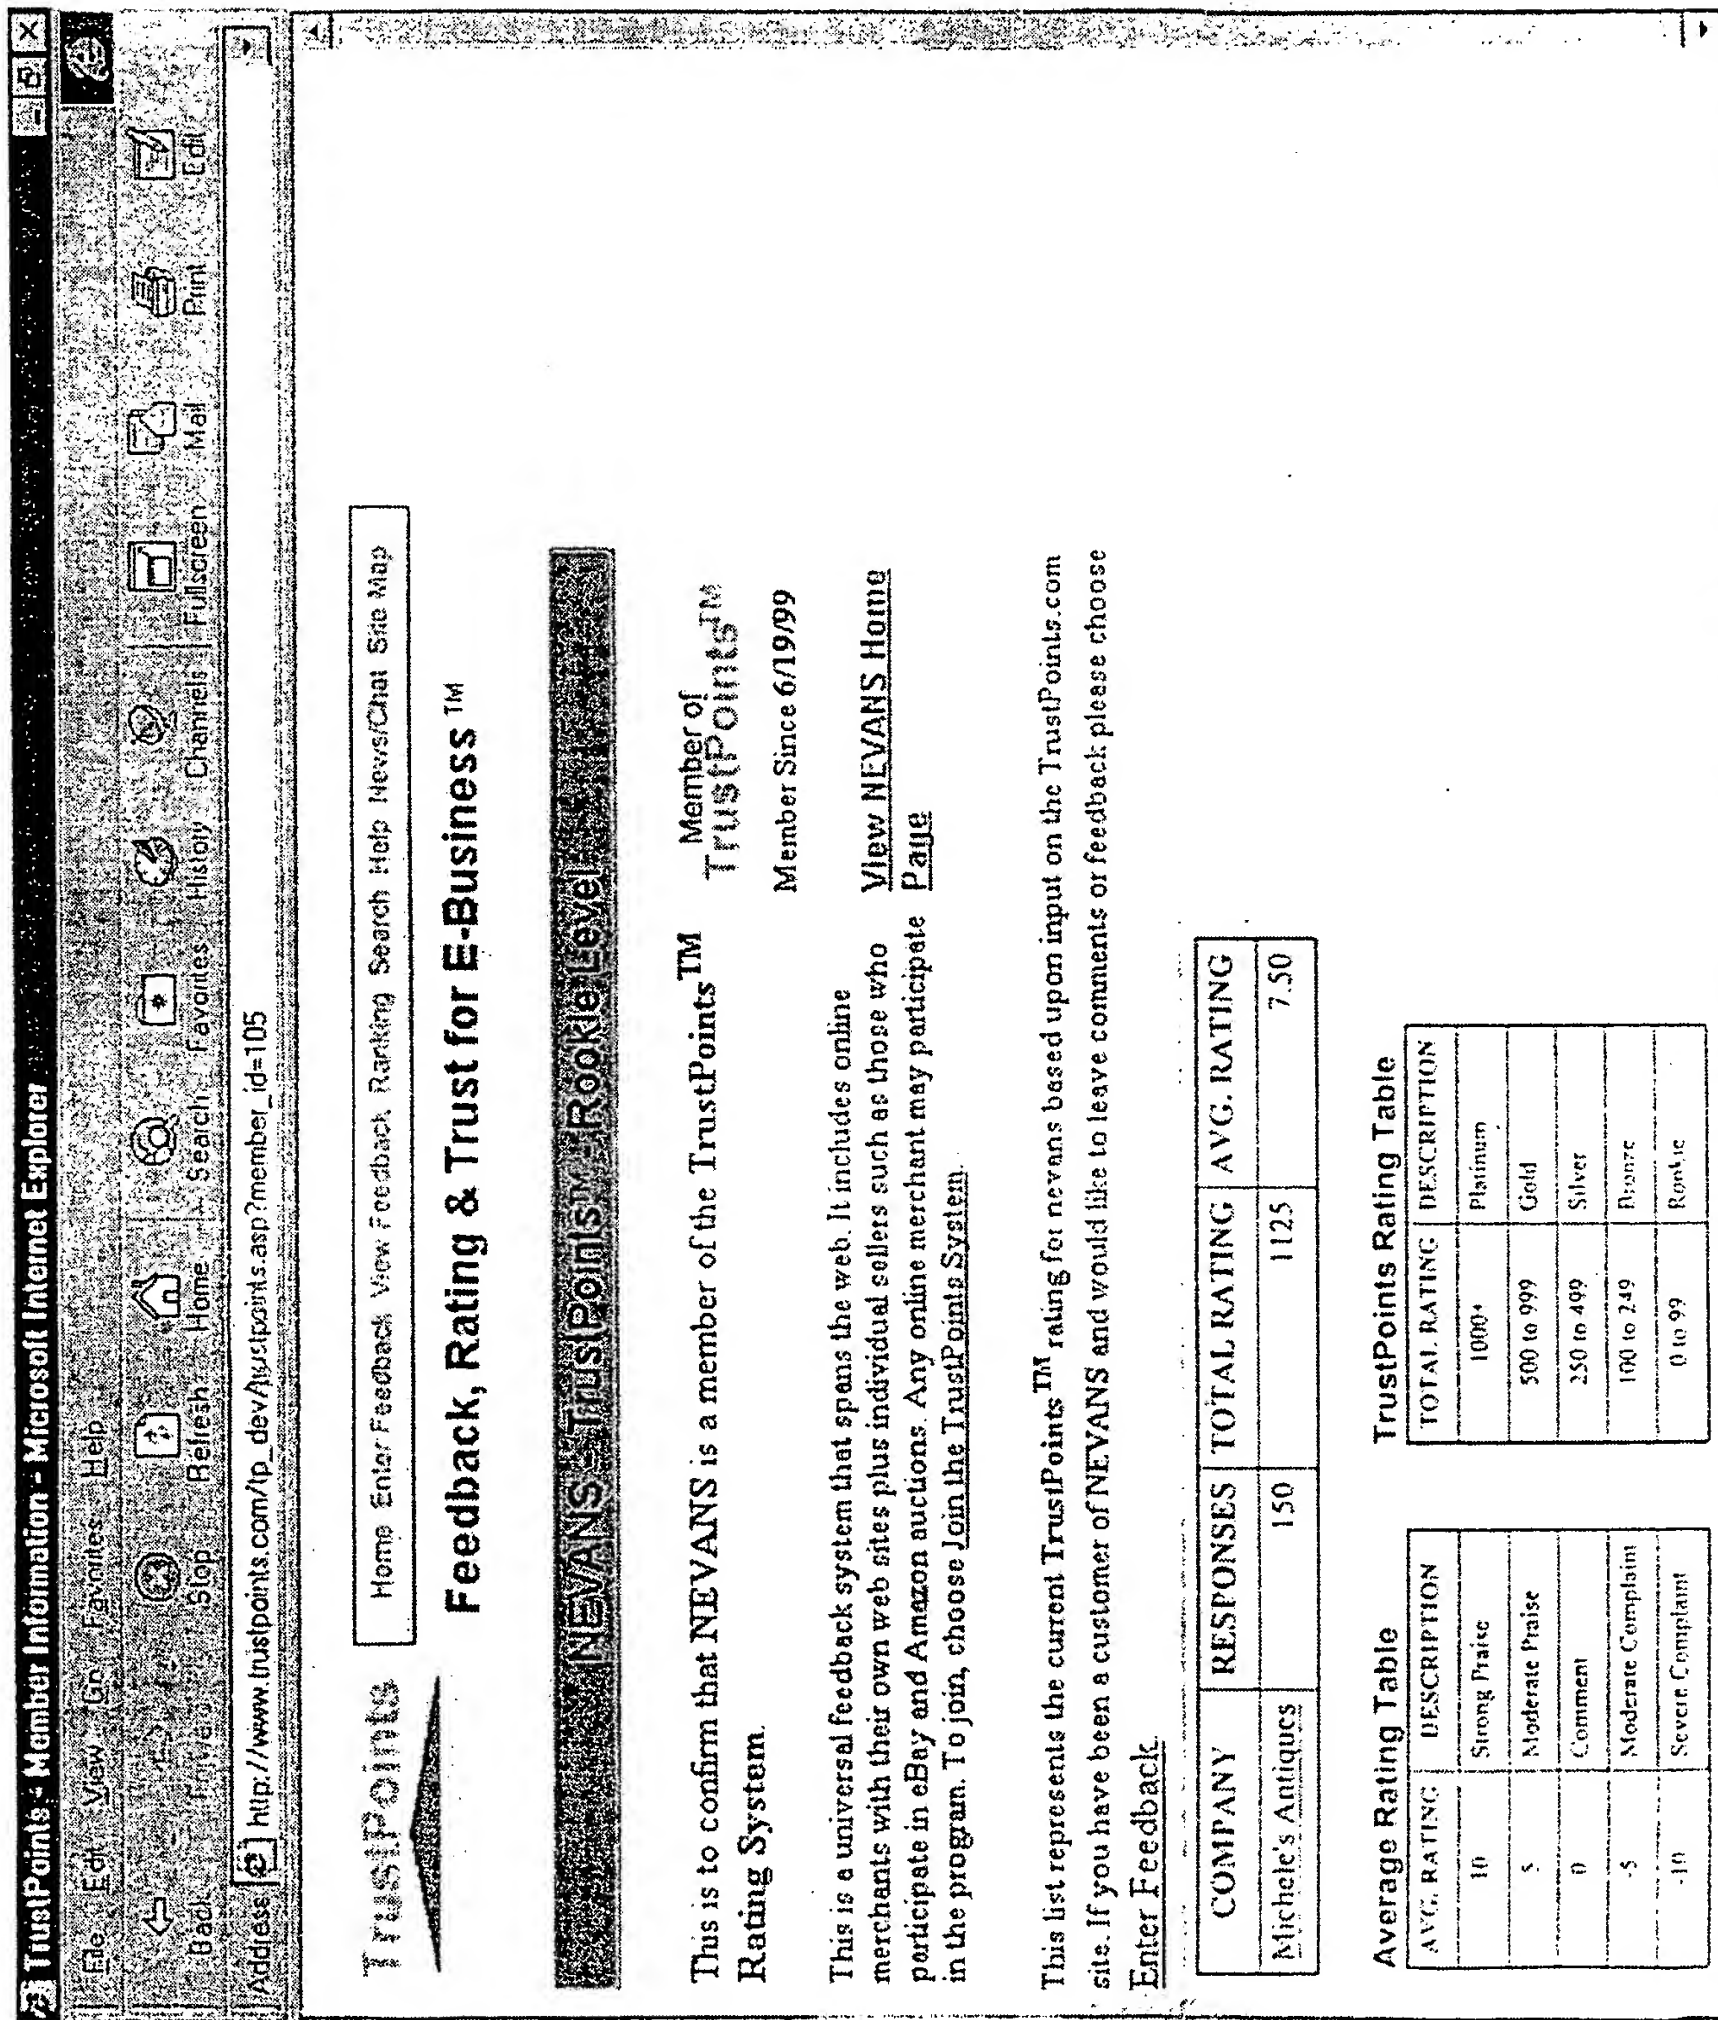 TrustPoints - Member Information - Microsoft Internet Explorer
File Edit View Go Favorites Help
Back Stop Refresh Home Search Favorites History Channels Fullscreen Mail Print Edit
Address http://www.trustpoints.com/tp_dev/justpoints.asp?member_id=105
TrustPoints
Home Enter Feedback View Feedback Ranking Search Help News/Chat Site Map
Feedback, Rating & Trust for E-Business™
NEVANS - TrustPoints™ - Rookie Level
This is to confirm that NEVANS is a member of the TrustPoints™
Rating System.
Member of
TrustPoints™
Member Since 6/19/99
This is a universal feedback system that spans the web. It includes online
merchants with their own web sites plus individual sellers such as those who
participate in eBay and Amazon auctions. Any online merchant may participate
in the program. To join, choose Join the TrustPoints System.
View NEVANS Home
Page
This list represents the current TrustPoints™ rating for nevans based upon input on the TrustPoints.com
site. If you have been a customer of NEVANS and would like to leave comments or feedback please choose
Enter Feedback.
COMPANY RESPONSES TOTAL RATING AVG. RATING
Michele's Antiques 150 1125 7.50
Average Rating Table
AVG. RATING DESCRIPTION
10 Strong Praise
5 Moderate Praise
0 Comment
-5 Moderate Complaint
-10 Severe Complaint
TrustPoints Rating Table
TOTAL RATING DESCRIPTION
1000+ Platinum
500 to 999 Gold
250 to 499 Silver
100 to 249 Bronze
0 to 99 Rookie